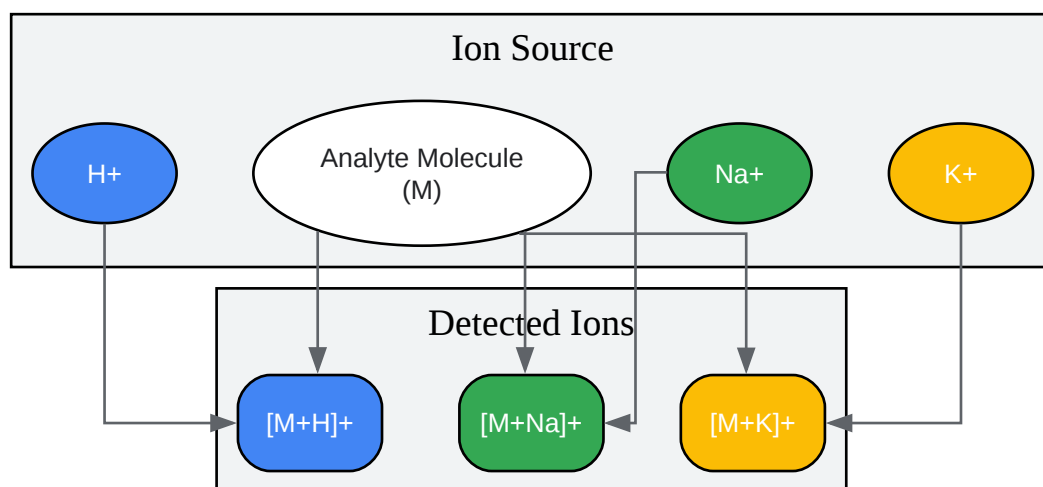 Ion Source
H+
Analyte Molecule
(M)
Na+
K+
Detected Ions
[M+H]+
[M+Na]+
[M+K]+